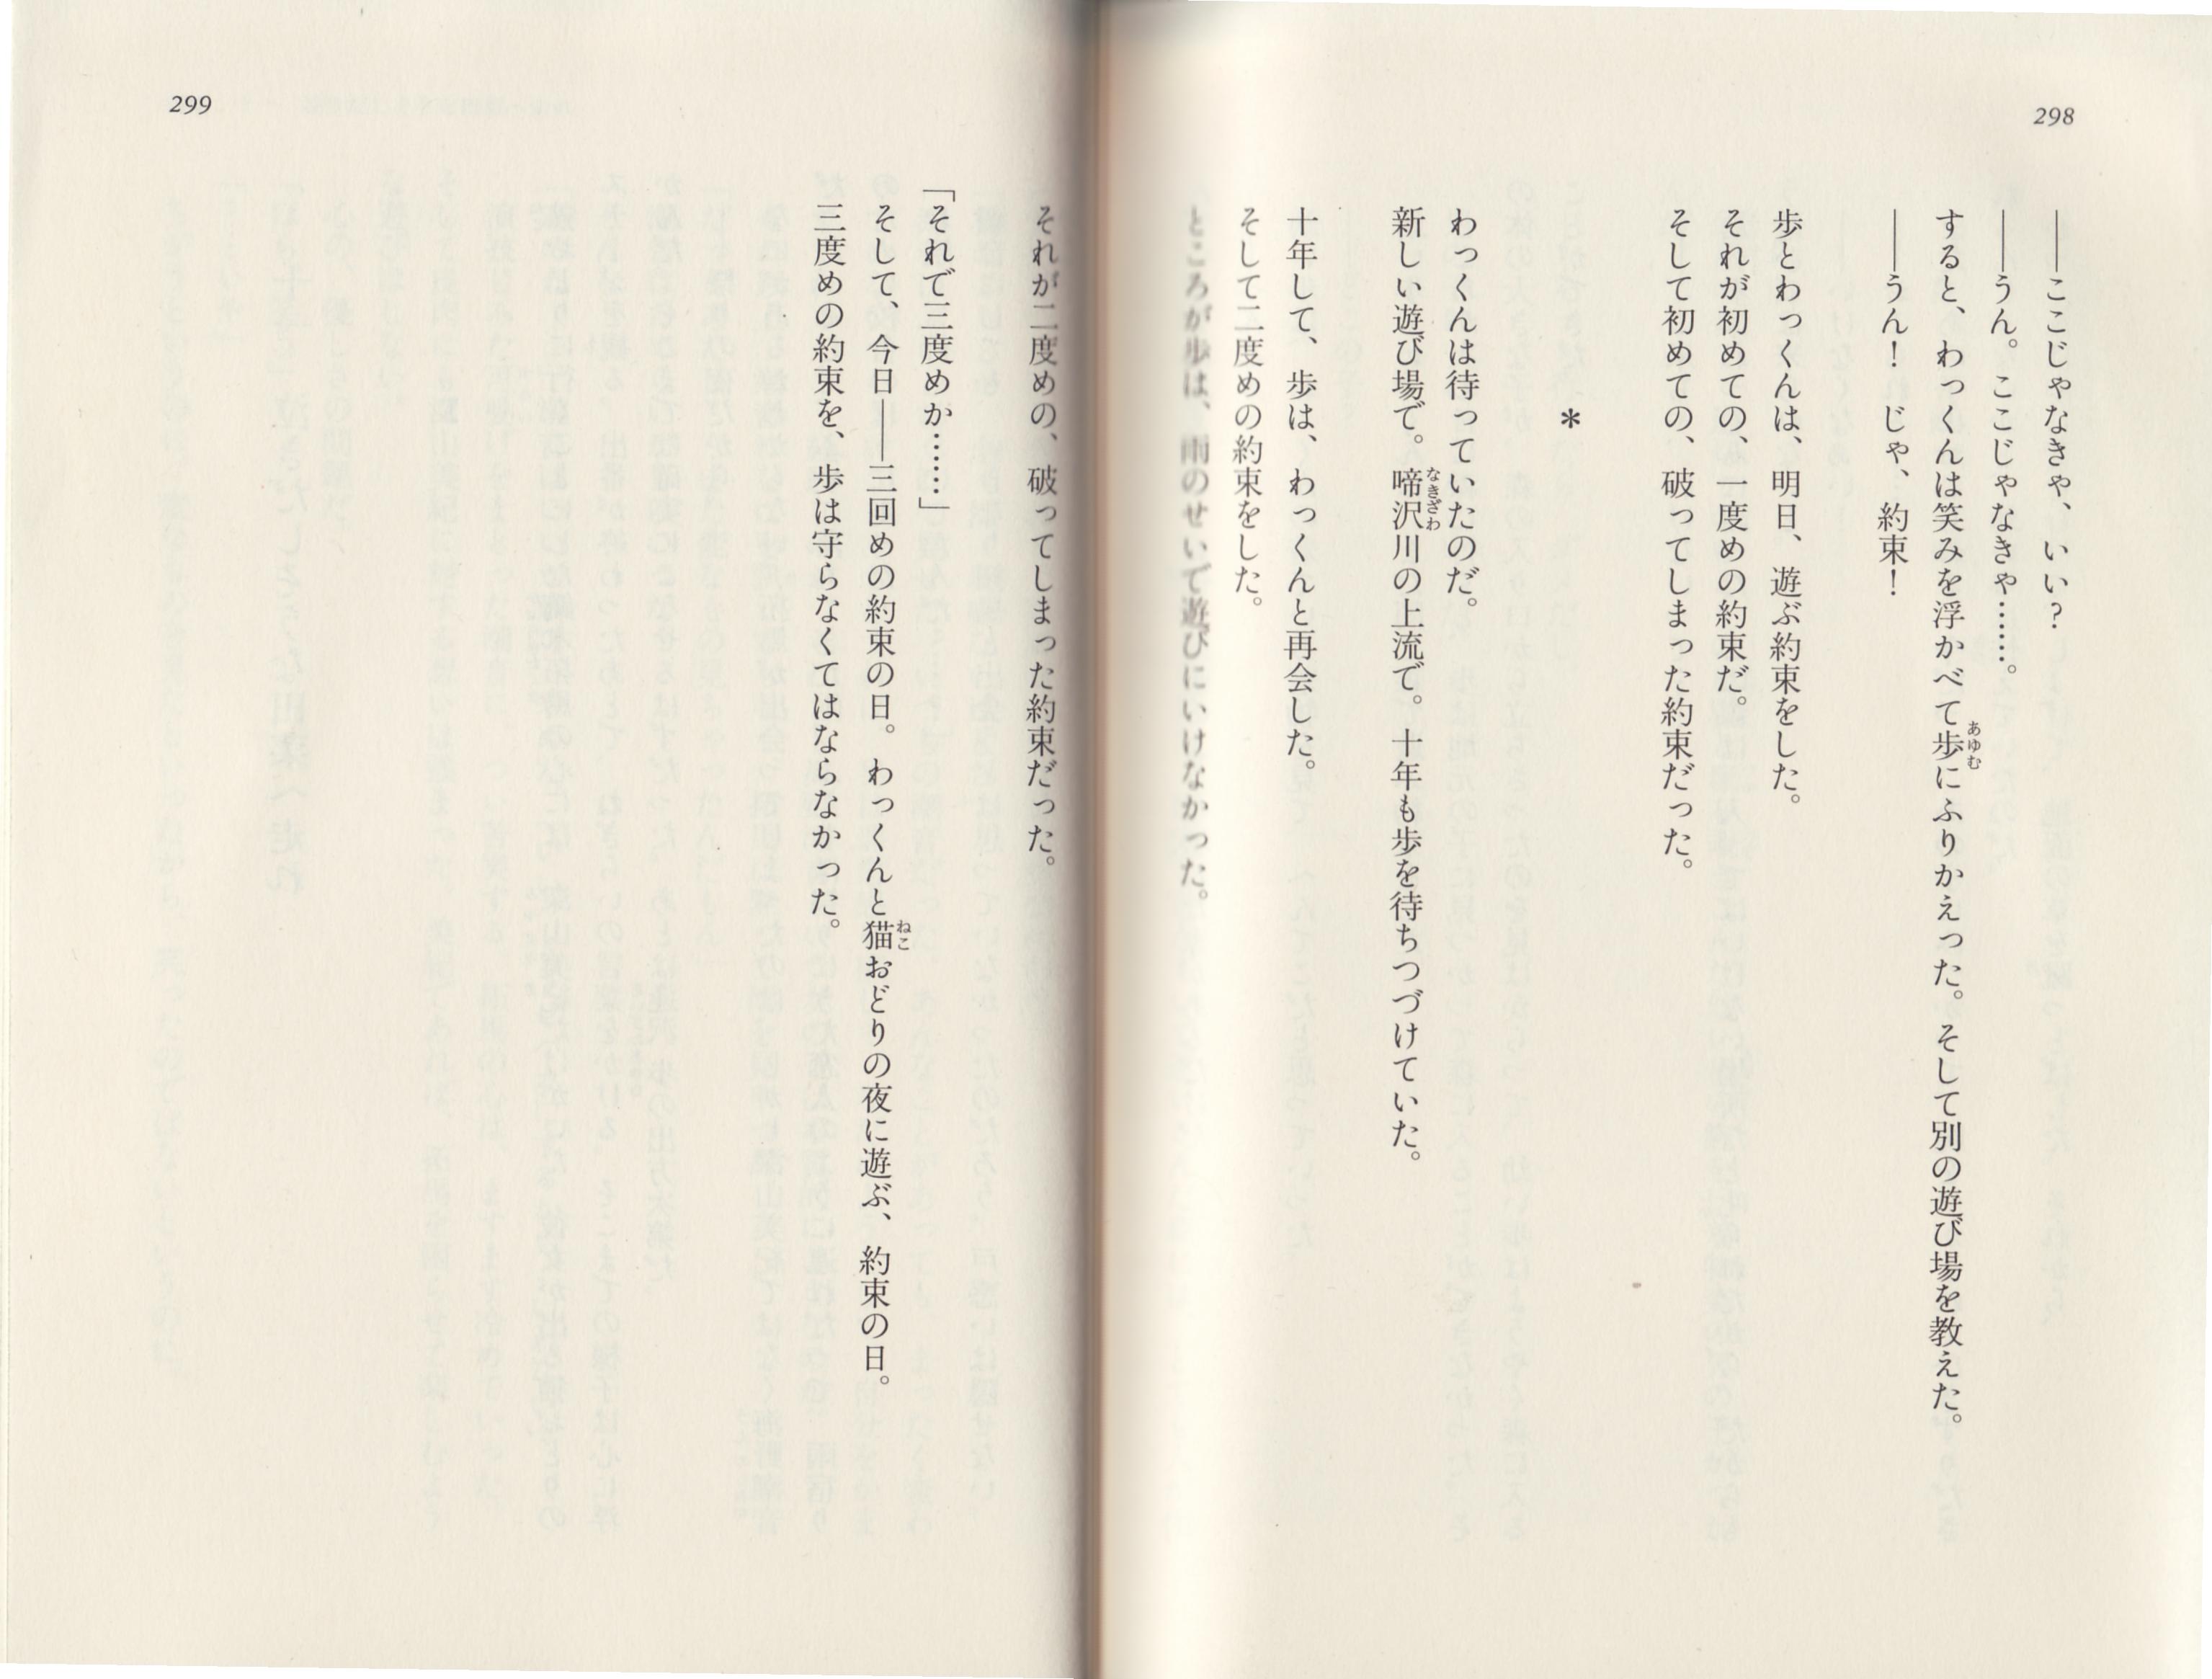 298
――ここじゃなきゃ、いい？
――うん。ここじゃなきゃ……。
すると、わっくんは笑みを浮かべて歩にふりかえった。そして別の遊び場を教えた。
あゆむ
――うん！　じゃ、約束！
歩とわっくんは、明日、遊ぶ約束をした。
それが初めての、一度めの約束だ。
そして初めての、破ってしまった約束だった。
＊
わっくんは待っていたのだ。
新しい遊び場で。啼沢川の上流で。十年も歩を待ちつづけていた。
なきざわ
十年して、歩は、わっくんと再会した。
そして二度めの約束をした。
ところが歩は、雨のせいで遊びにいけなかった。
299
それが二度めの、破ってしまった約束だった。
「それで三度めか……」
そして、今日――三回めの約束の日。わっくんと猫おどりの夜に遊ぶ、約束の日。
ねこ
三度めの約束を、歩は守らなくてはならなかった。